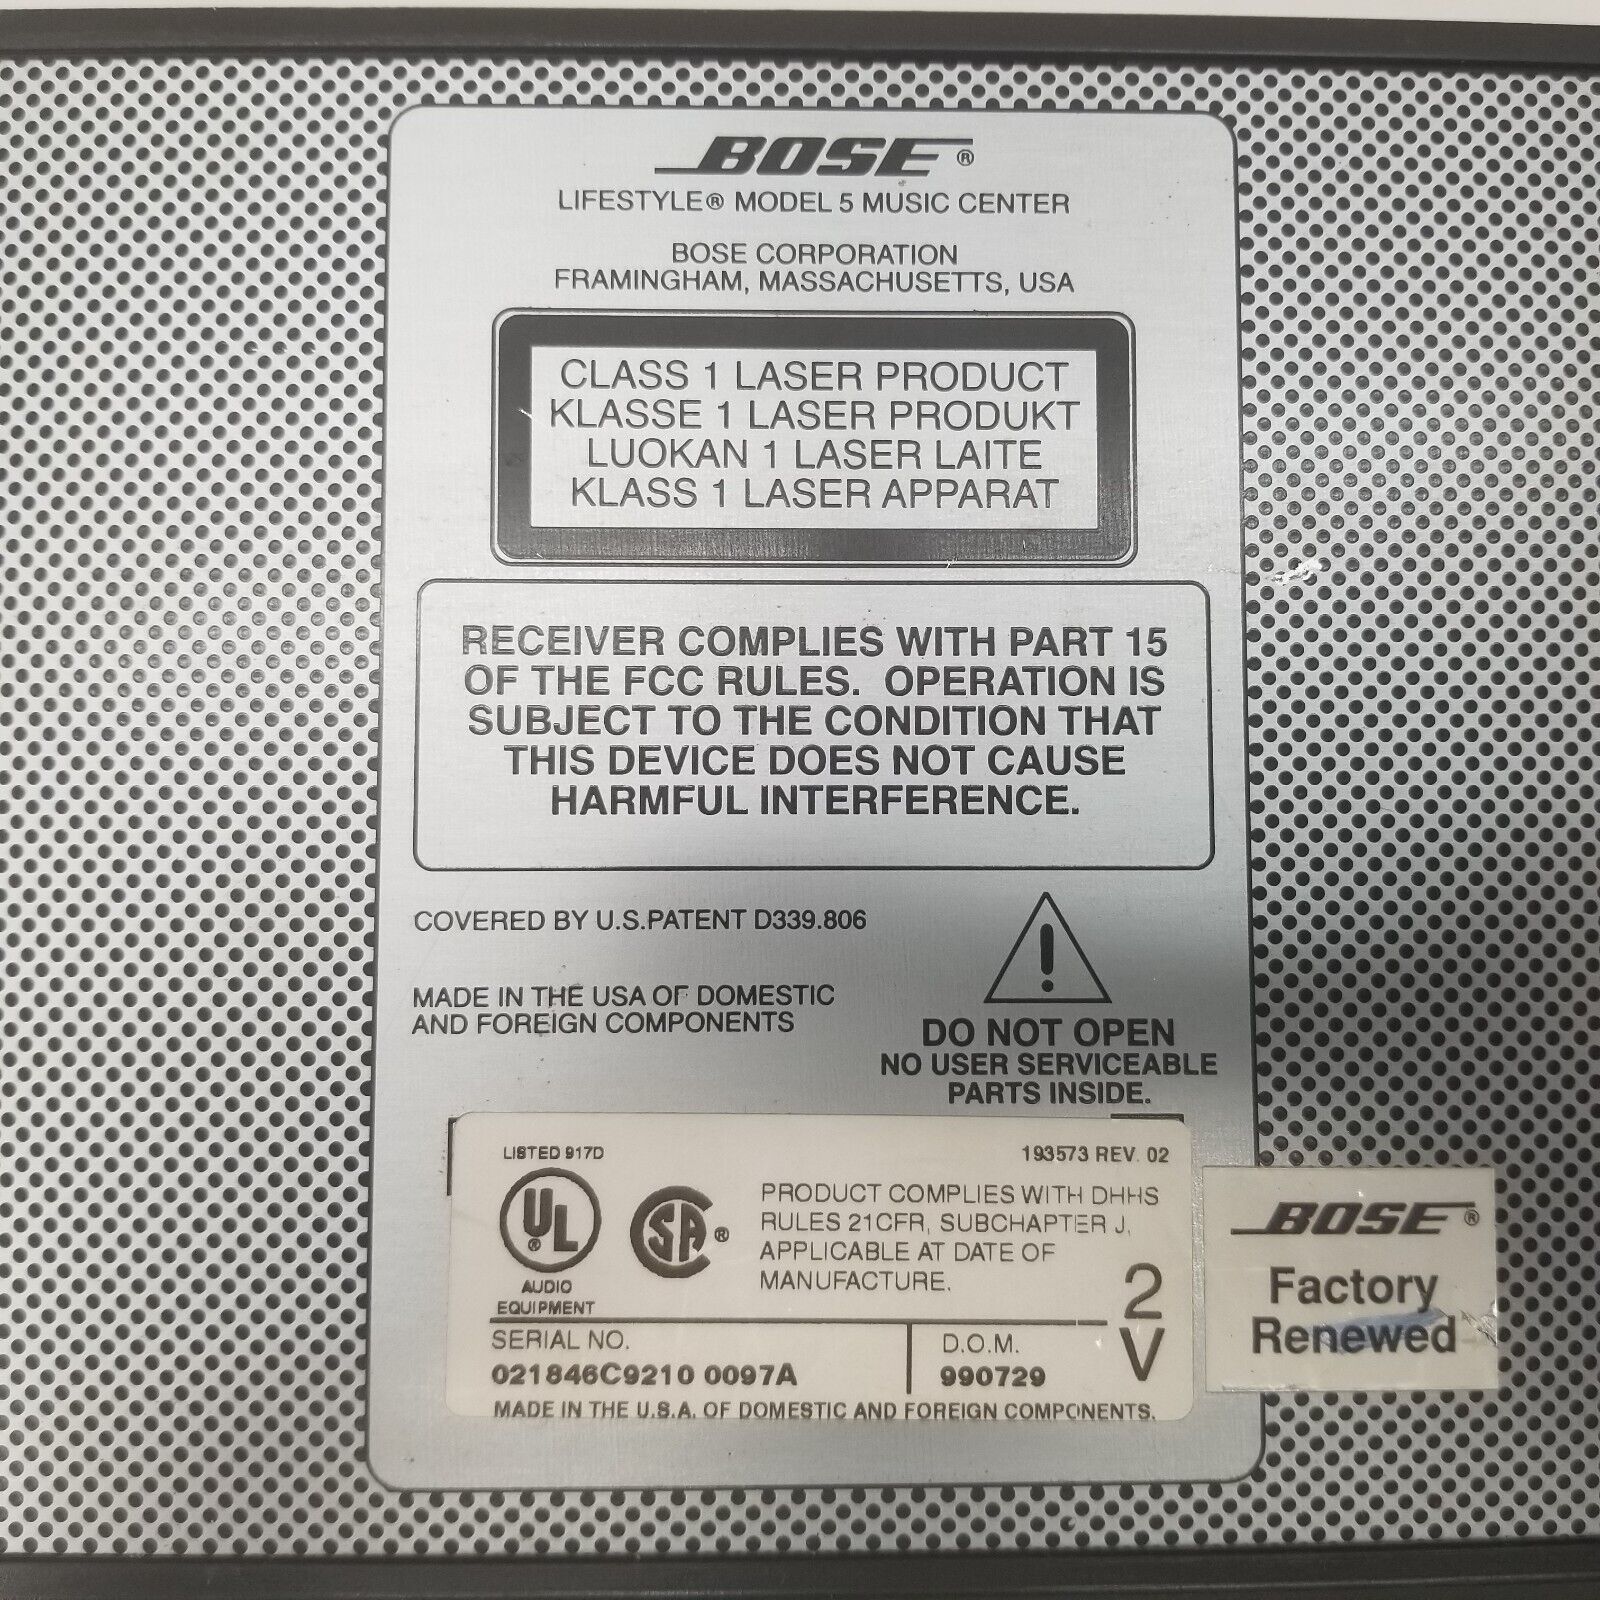 BOSE®
LIFESTYLE® MODEL 5 MUSIC CENTER
BOSE CORPORATION
FRAMINGHAM, MASSACHUSETTS, USA
CLASS 1 LASER PRODUCT
KLASSE 1 LASER PRODUKT
LUOKAN 1 LASER LAITE
KLASS 1 LASER APPARAT
RECEIVER COMPLIES WITH PART 15
OF THE FCC RULES. OPERATION IS
SUBJECT TO THE CONDITION THAT
THIS DEVICE DOES NOT CAUSE
HARMFUL INTERFERENCE.
COVERED BY U.S.PATENT D339.806
MADE IN THE USA OF DOMESTIC
AND FOREIGN COMPONENTS
DO NOT OPEN
NO USER SERVICEABLE
PARTS INSIDE.
LISTED 917D
193573 REV. 02
UL®
AUDIO
EQUIPMENT
SA®
PRODUCT COMPLIES WITH DHHS
RULES 21CFR, SUBCHAPTER J,
APPLICABLE AT DATE OF
MANUFACTURE.
2
V
SERIAL NO.
021846C9210 0097A
D.O.M.
990729
MADE IN THE U.S.A. OF DOMESTIC AND FOREIGN COMPONENTS.
BOSE®
Factory
Renewed